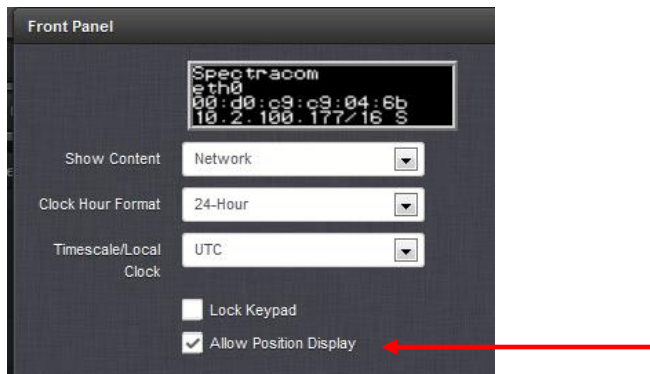 Front Panel
Spectracom
eth0
00:d0:c9:c9:04:6b
10.2.100.177/16 S
Show Content
Network
Clock Hour Format
24-Hour
Timescale/Local
Clock
UTC
Lock Keypad
Allow Position Display